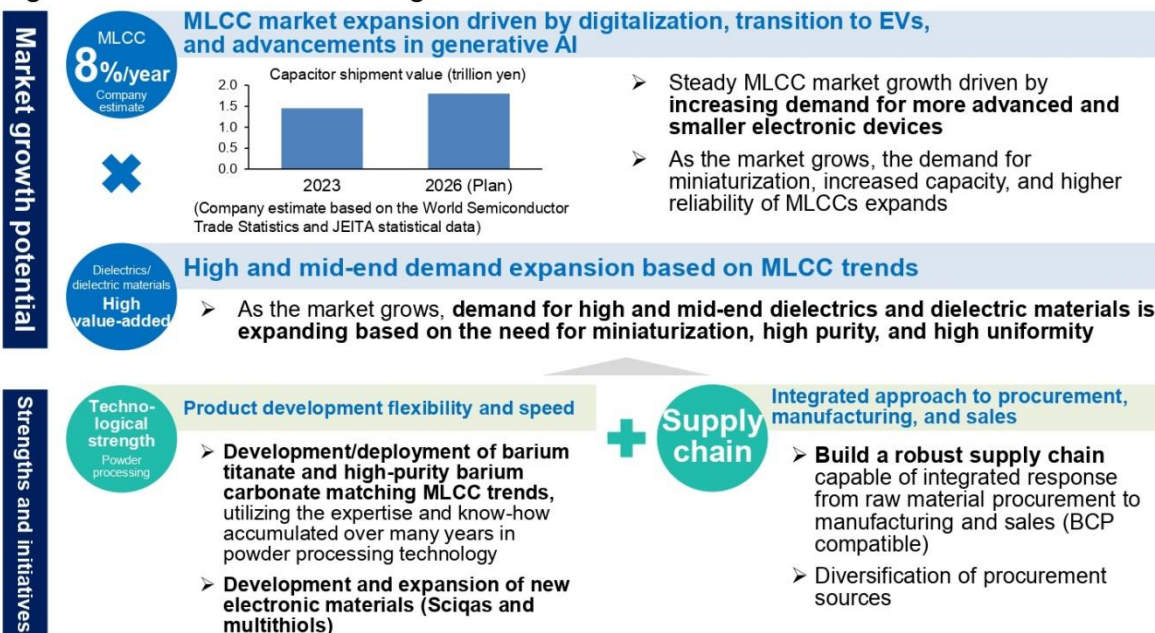 Market growth potential
MLCC
8%/year
Company
estimate
MLCC market expansion driven by digitalization, transition to EVs,
and advancements in generative AI
Capacitor shipment value (trillion yen)
2.0
1.5
1.0
0.5
0.0
2023
2026 (Plan)
(Company estimate based on the World Semiconductor
Trade Statistics and JEITA statistical data)
➢ Steady MLCC market growth driven by
increasing demand for more advanced and
smaller electronic devices
➢ As the market grows, the demand for
miniaturization, increased capacity, and higher
reliability of MLCCs expands
Dielectrics/
dielectric materials
High
value-added
High and mid-end demand expansion based on MLCC trends
➢ As the market grows, demand for high and mid-end dielectrics and dielectric materials is
expanding based on the need for miniaturization, high purity, and high uniformity
Strengths and initiatives
Techno-
logical
strength
Powder
processing
Product development flexibility and speed
➢ Development/deployment of barium
titanate and high-purity barium
carbonate matching MLCC trends,
utilizing the expertise and know-how
accumulated over many years in
powder processing technology
➢ Development and expansion of new
electronic materials (Sciqas and
multithiols)
Supply
chain
Integrated approach to procurement,
manufacturing, and sales
➢ Build a robust supply chain
capable of integrated response
from raw material procurement to
manufacturing and sales (BCP
compatible)
➢ Diversification of procurement
sources